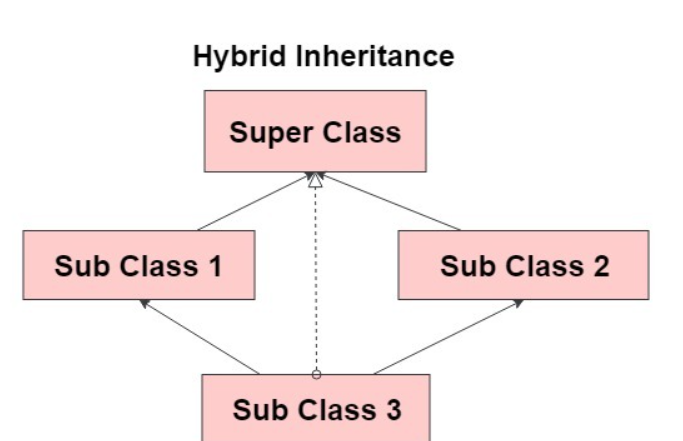 Hybrid Inheritance
Super Class
Sub Class 1
Sub Class 2
Sub Class 3